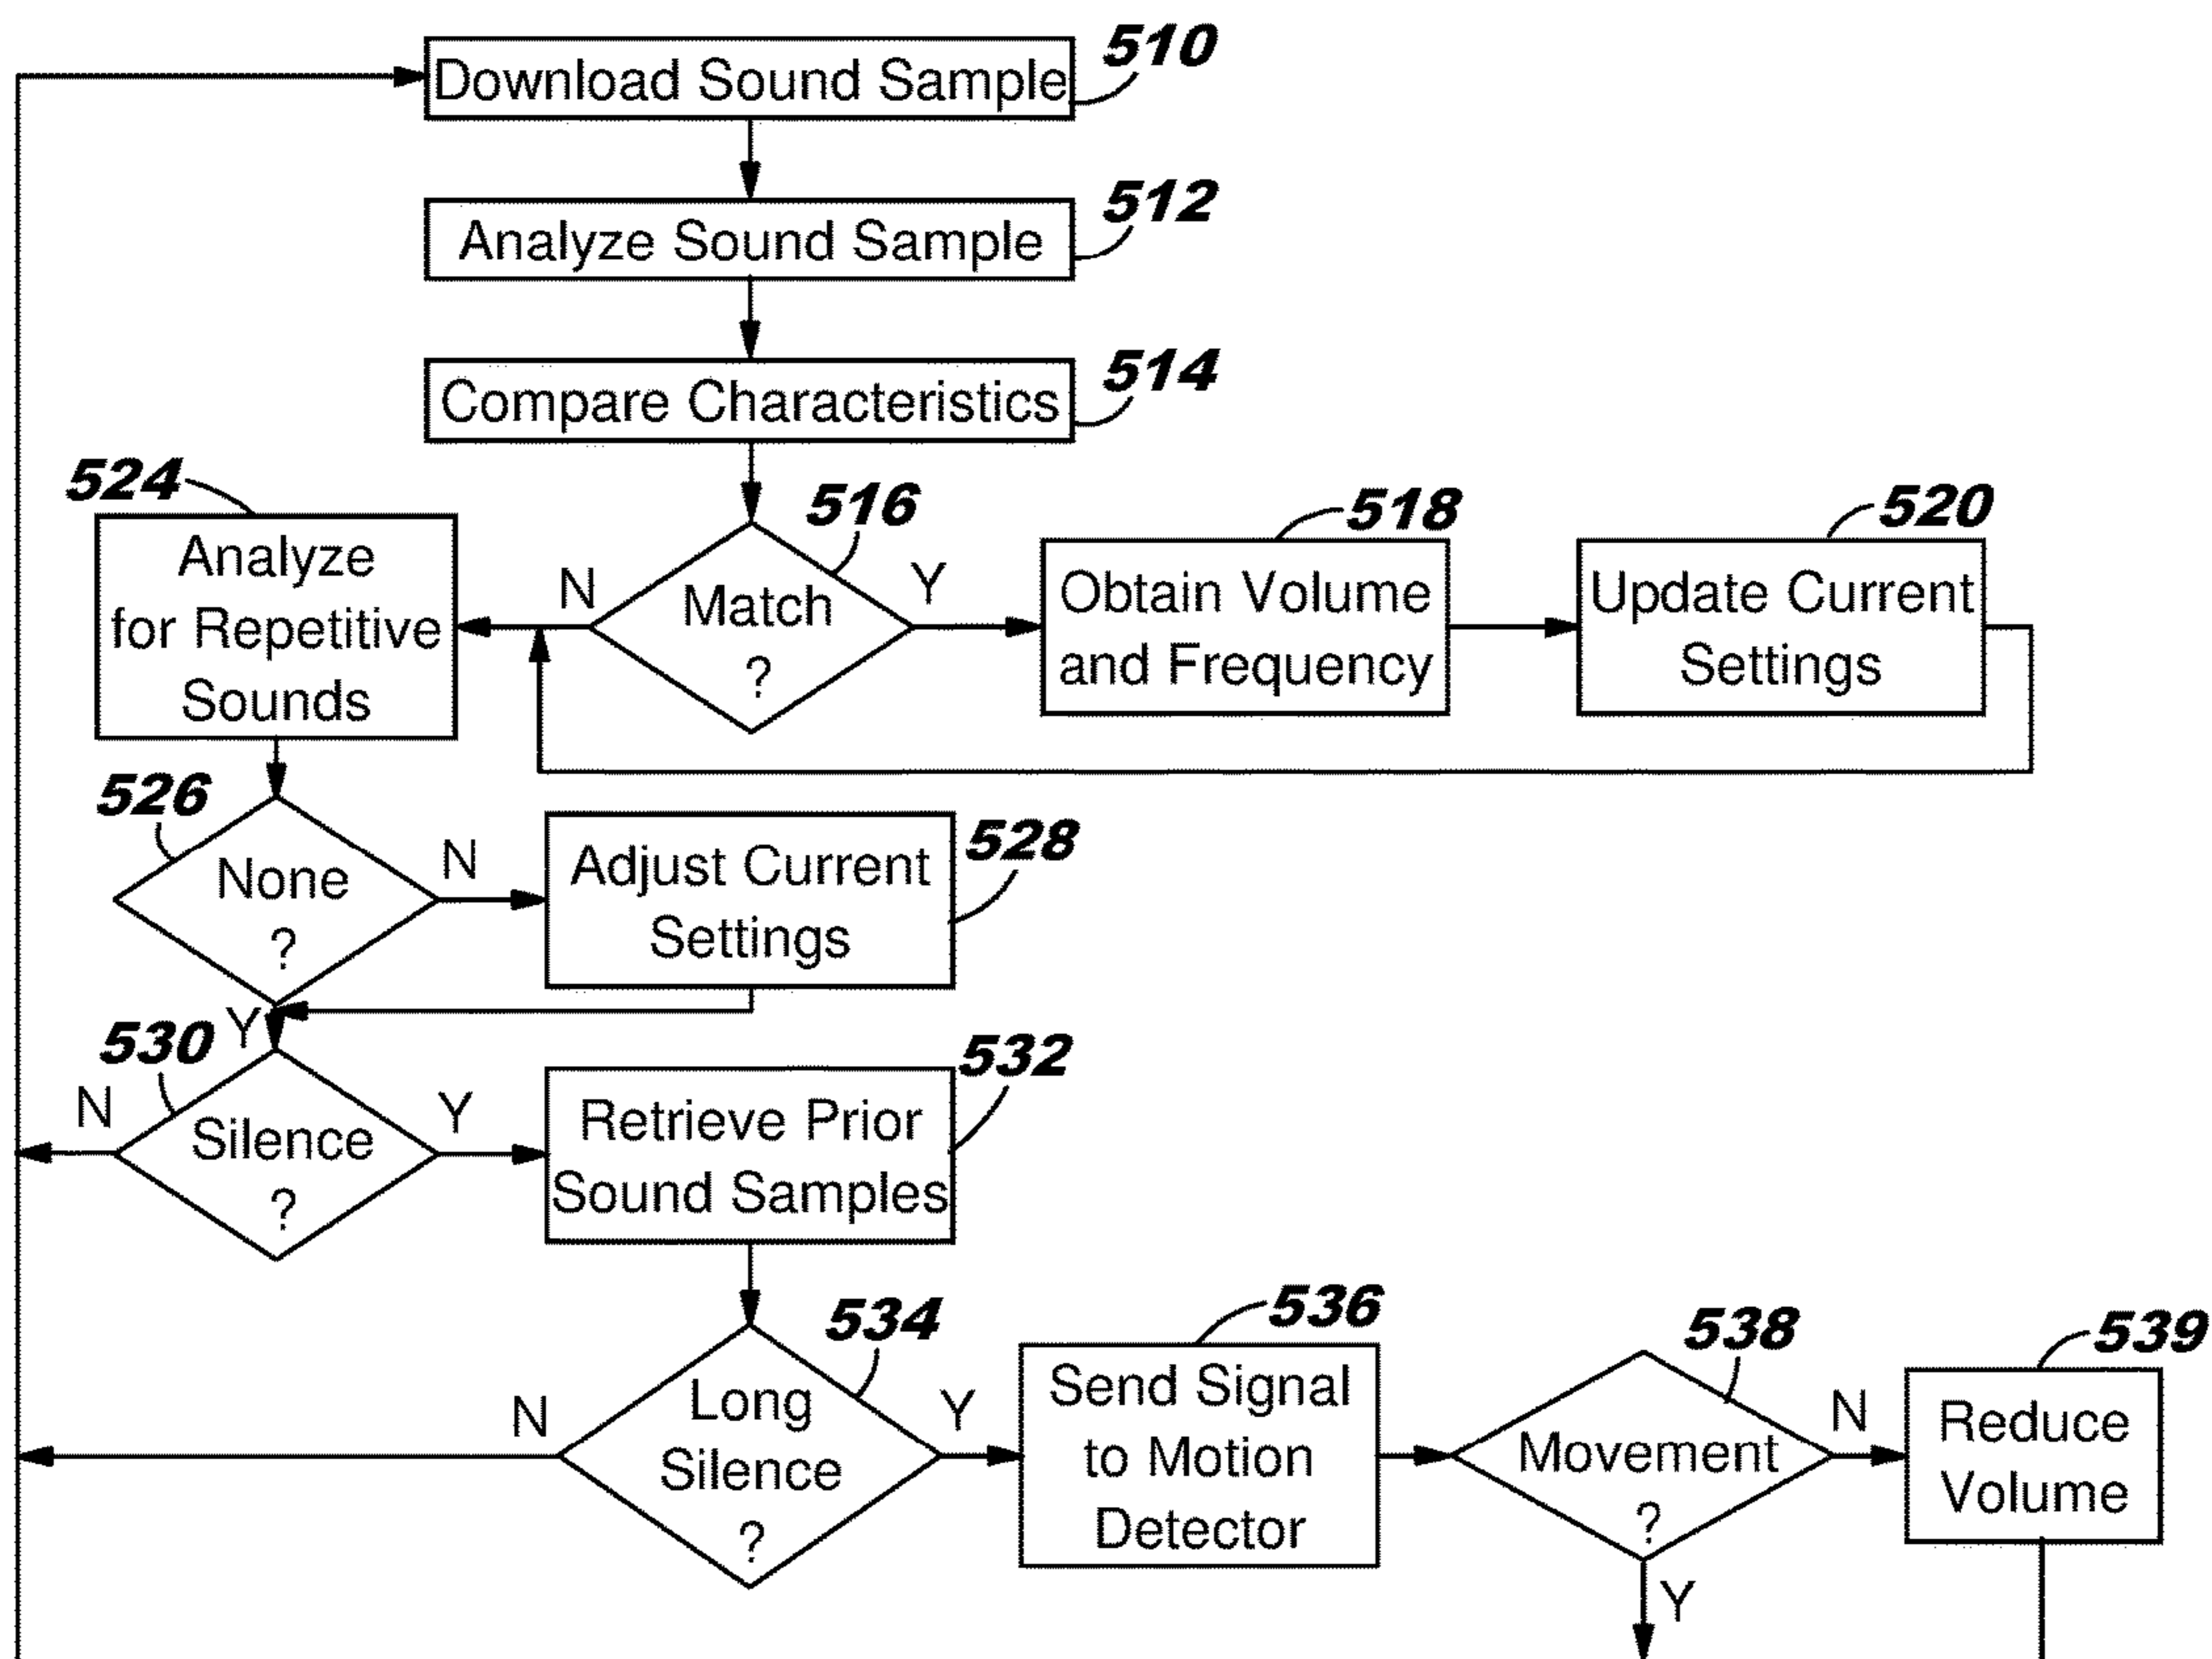 Download Sound Sample
510
Analyze Sound Sample
512
Compare Characteristics
514
524
Analyze
for Repetitive
Sounds
N
516
Match
?
Y
518
Obtain Volume
and Frequency
520
Update Current
Settings
526
None
?
N
528
Adjust Current
Settings
Y
530
N
Silence
?
Y
532
Retrieve Prior
Sound Samples
534
N
Long
Silence
?
Y
536
Send Signal
to Motion
Detector
538
Movement
?
N
539
Reduce
Volume
Y